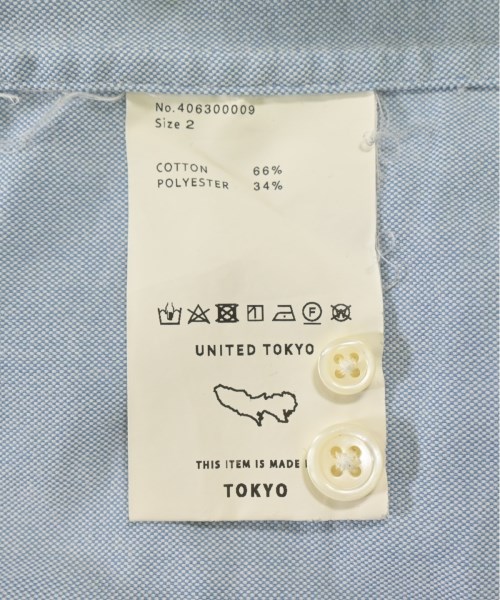 No. 406300009
Size 2
COTTON 66%
POLYESTER 34%
UNITED TOKYO
THIS ITEM IS MADE
TOKYO